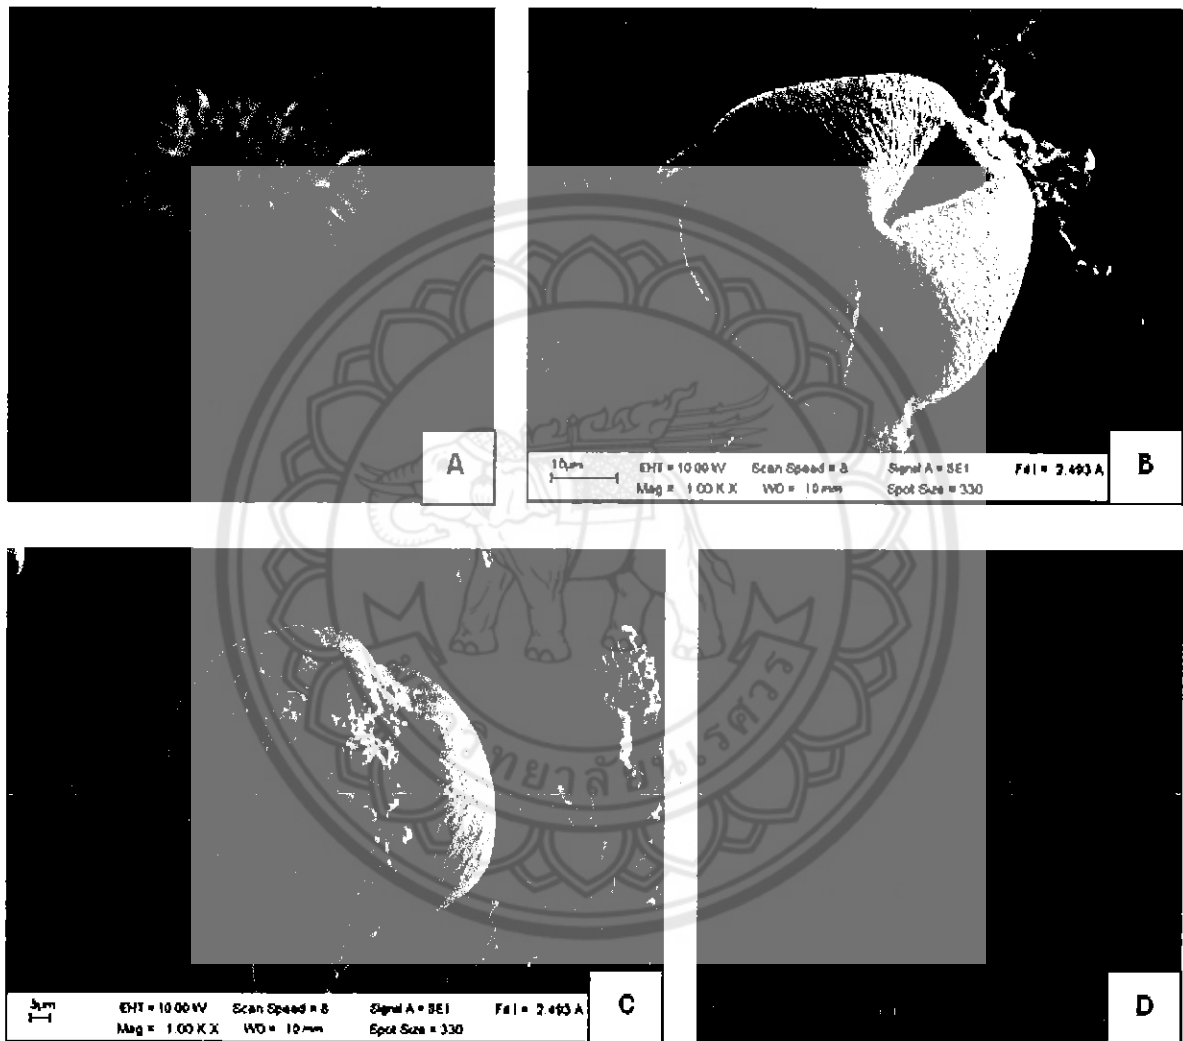 A
10µm
EHT = 10.00 kV Scan Speed = 8 Signal A = SE1 Fil I = 2.493 A
Mag = 1.00 K X WD = 10 mm Spot Size = 330
B
3µm
EHT = 10.00 kV Scan Speed = 8 Signal A = SE1 Fil I = 2.493 A
Mag = 1.00 K X WD = 10 mm Spot Size = 330
C
D